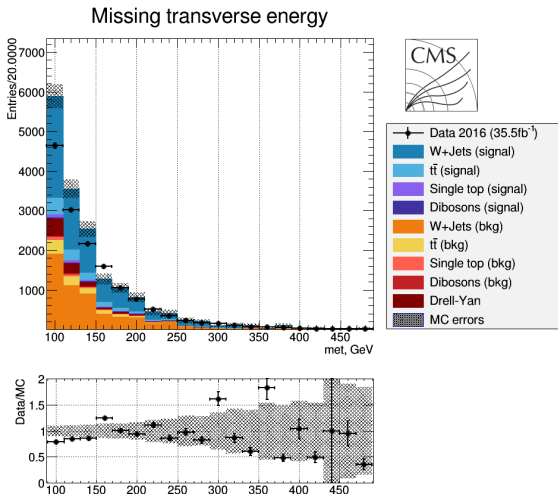 Missing transverse energy
Entries/20.0000
7000
6000
5000
4000
3000
2000
1000
100 150 200 250 300 350 400 450
met, GeV
CMS
Data 2016 (35.5fb⁻¹)
W+Jets (signal)
tt̄ (signal)
Single top (signal)
Dibosons (signal)
W+Jets (bkg)
tt̄ (bkg)
Single top (bkg)
Dibosons (bkg)
Drell-Yan
MC errors
Data/MC
2
1.5
1
0.5
0
100 150 200 250 300 350 400 450